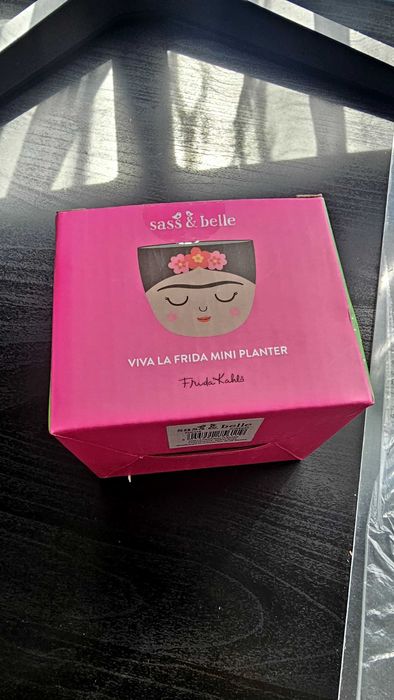 sass & belle
VIVA LA FRIDA MINI PLANTER
Frida Kahlo
sass & belle